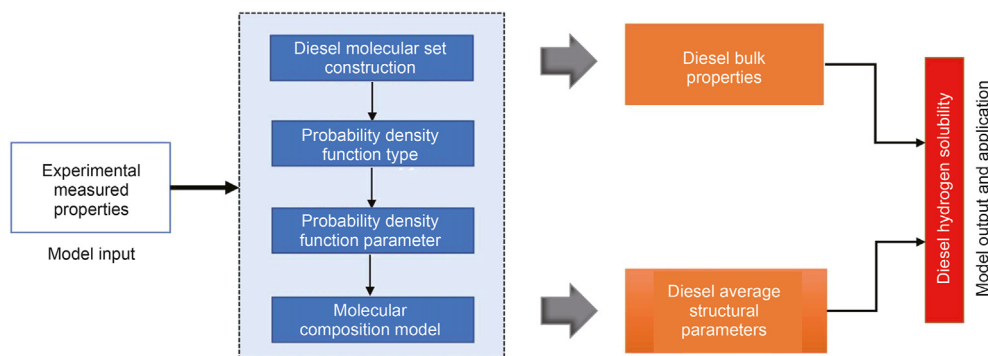 Experimental
measured
properties
Model input
Diesel molecular set
construction
Probability density
function type
Probability density
function parameter
Molecular
composition model
Diesel bulk
properties
Diesel average
structural
parameters
Diesel hydrogen solubility
Model output and application